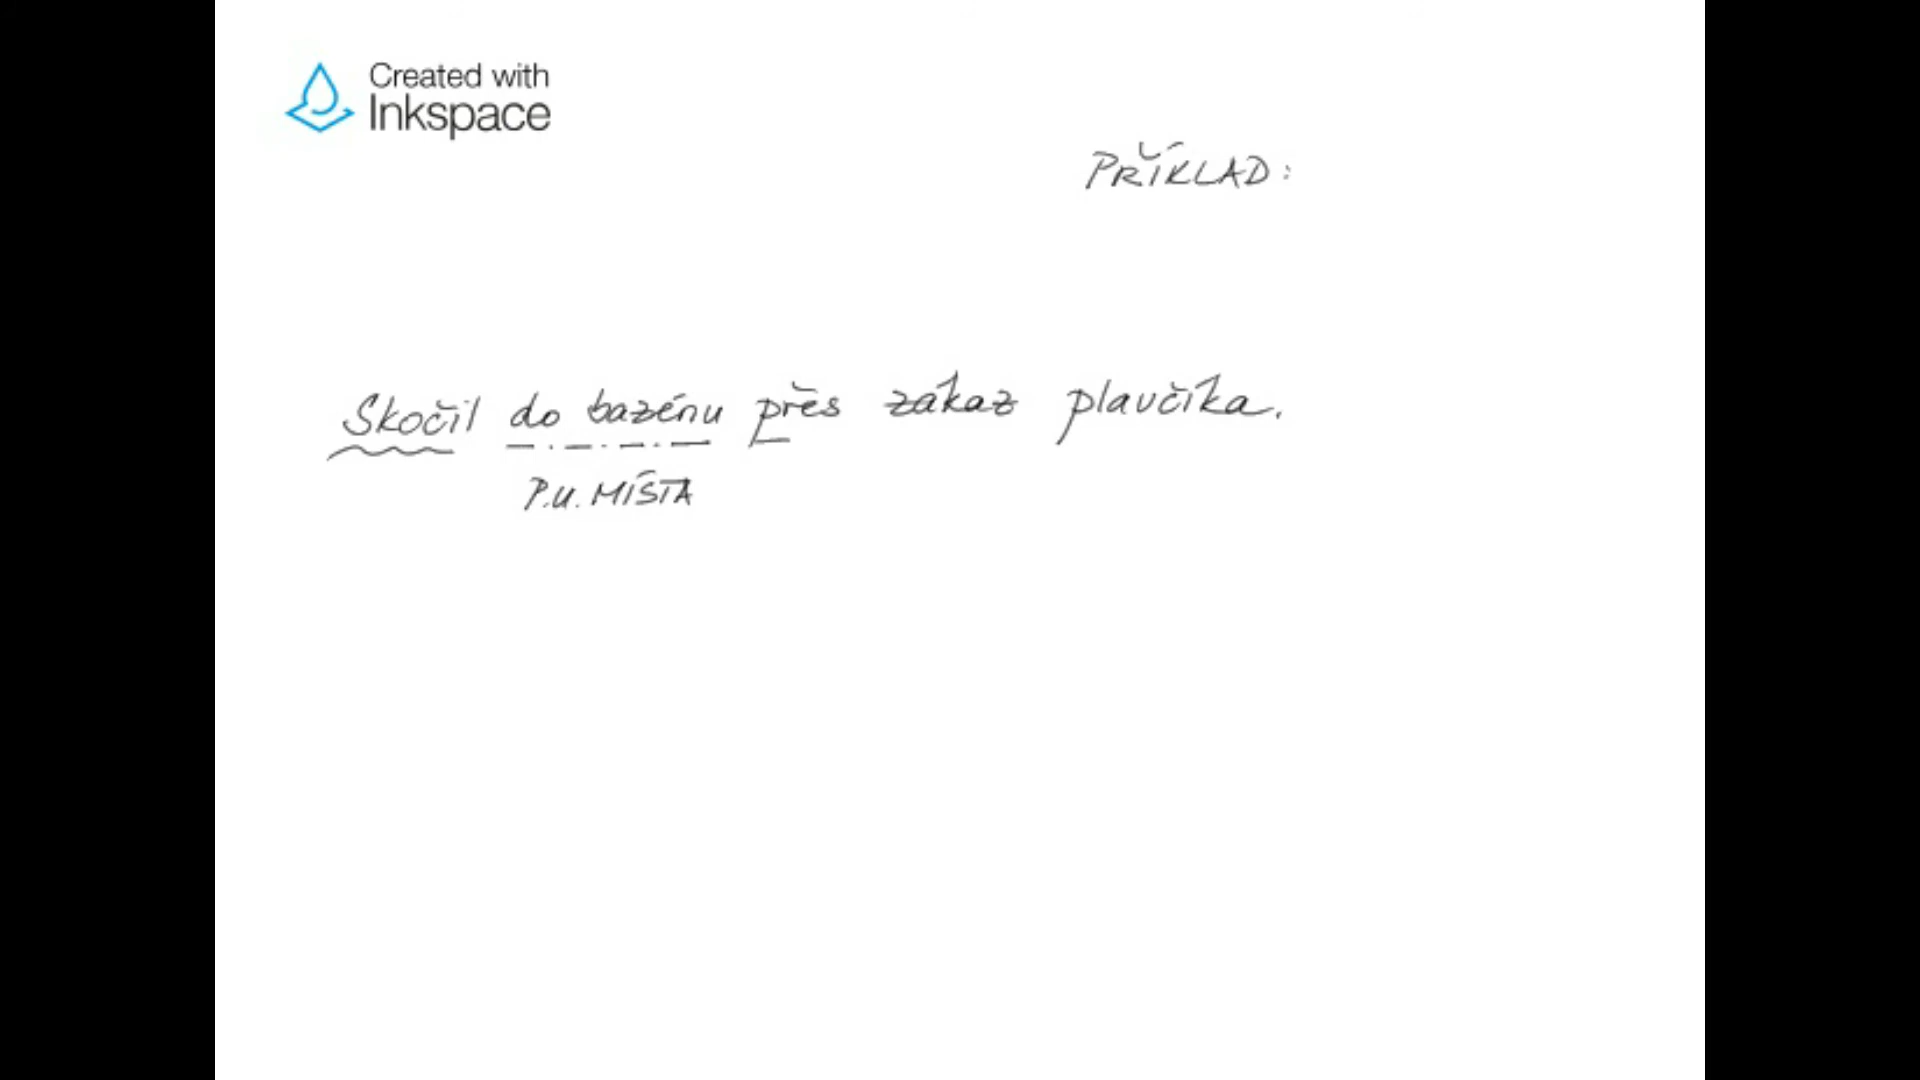 Created with
Inkspace
PŘÍKLAD:
Skočil do bazénu přes zákaz plavčíka.
P.U. MÍSTA